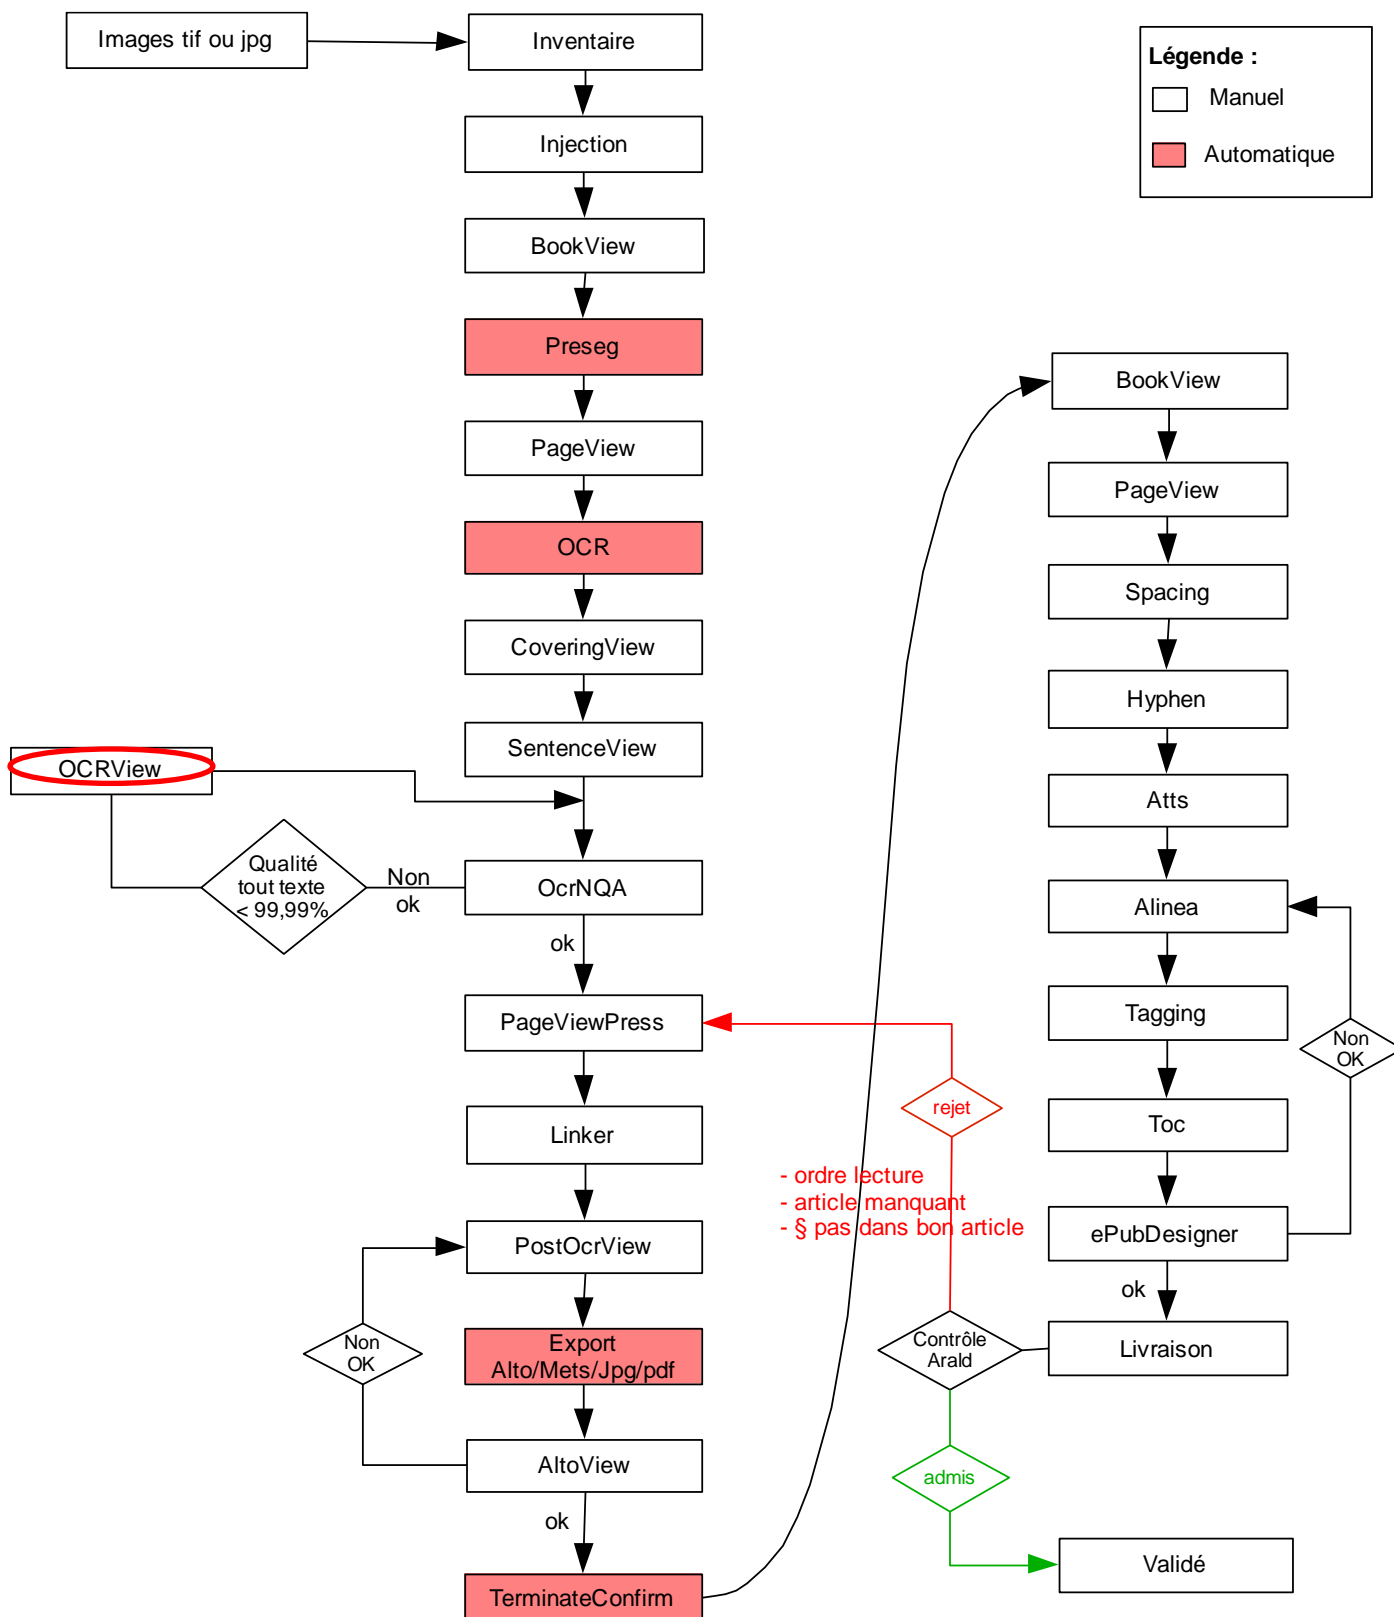 Images tif ou jpg
Inventaire
Légende :
Manuel
Automatique
Injection
BookView
Preseg
PageView
OCR
CoveringView
SentenceView
OCRView
Qualité
tout texte
< 99,99%
Non
ok
OcrNQA
ok
PageViewPress
Linker
PostOcrView
Non
OK
Export
Alto/Mets/Jpg/pdf
AltoView
ok
TerminateConfirm
BookView
PageView
Spacing
Hyphen
Atts
Alinea
Tagging
Non
OK
Toc
ePubDesigner
ok
Livraison
Contrôle
Arald
rejet
- ordre lecture
- article manquant
- § pas dans bon article
admis
Validé